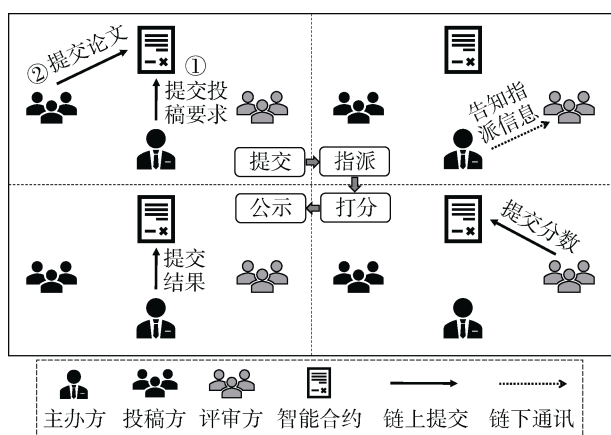 ②提交论文
①
提交投
稿要求
告知指
派信息
提交
指派
公示
打分
提交
结果
提交分数
主办方
投稿方
评审方
智能合约
链上提交
链下通讯